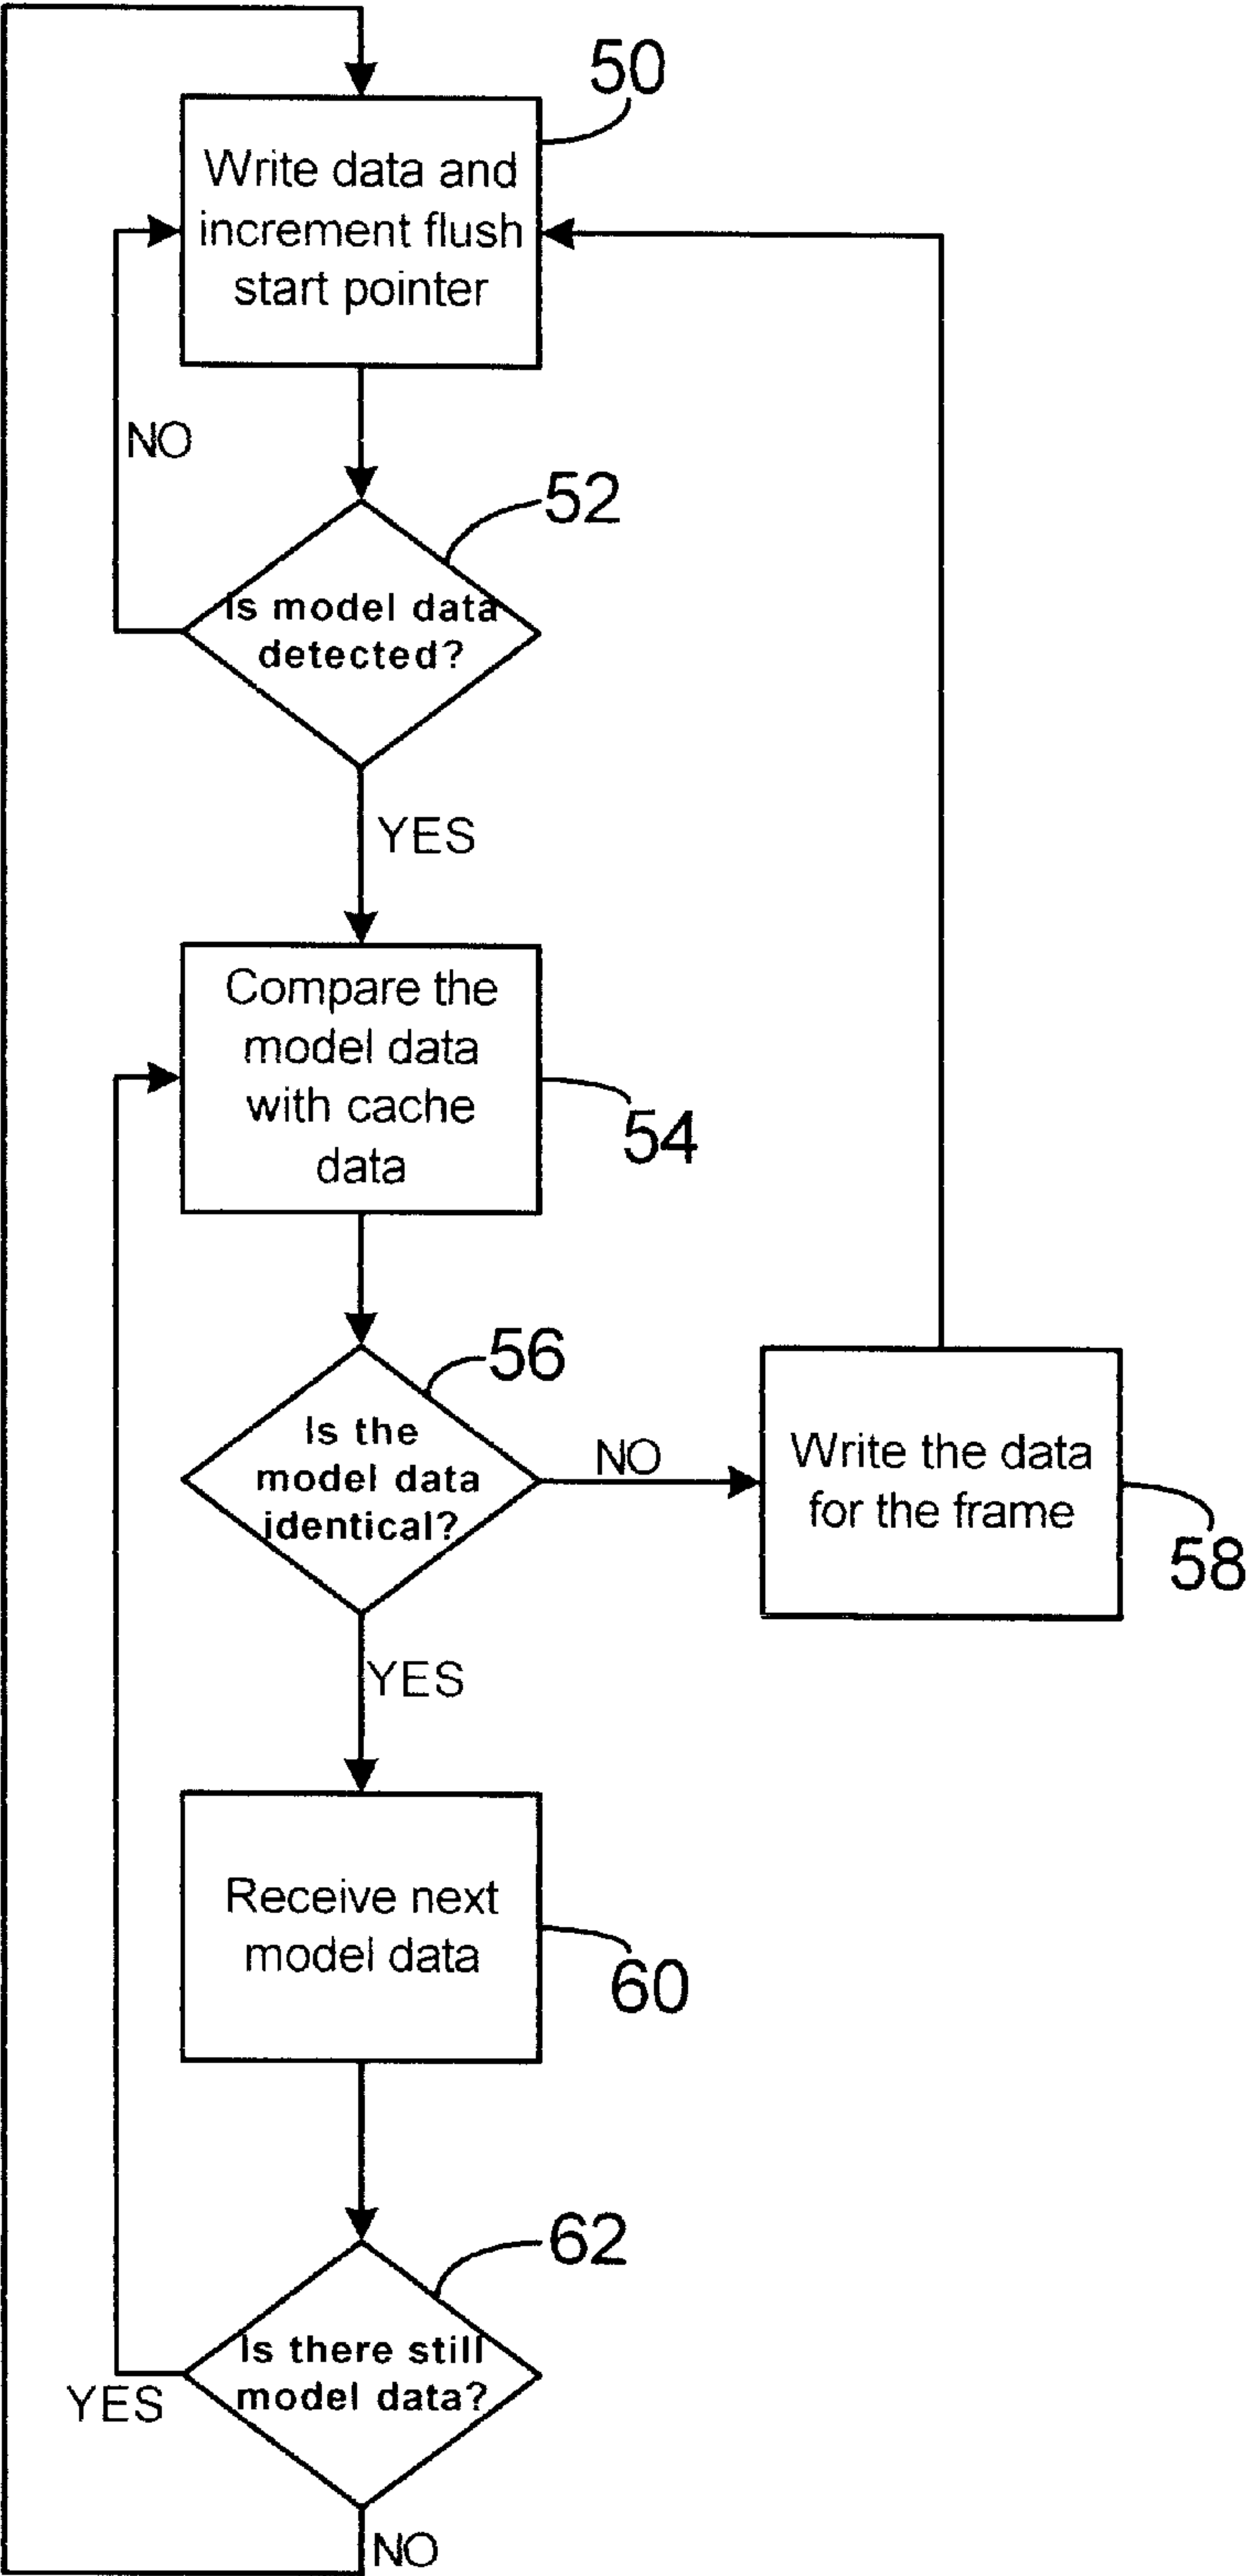 50
Write data and
increment flush
start pointer
NO
52
Is model data
detected?
YES
Compare the
model data
with cache
data
54
56
Is the
model data
identical?
NO
Write the data
for the frame
58
YES
Receive next
model data
60
62
Is there still
model data?
YES
NO